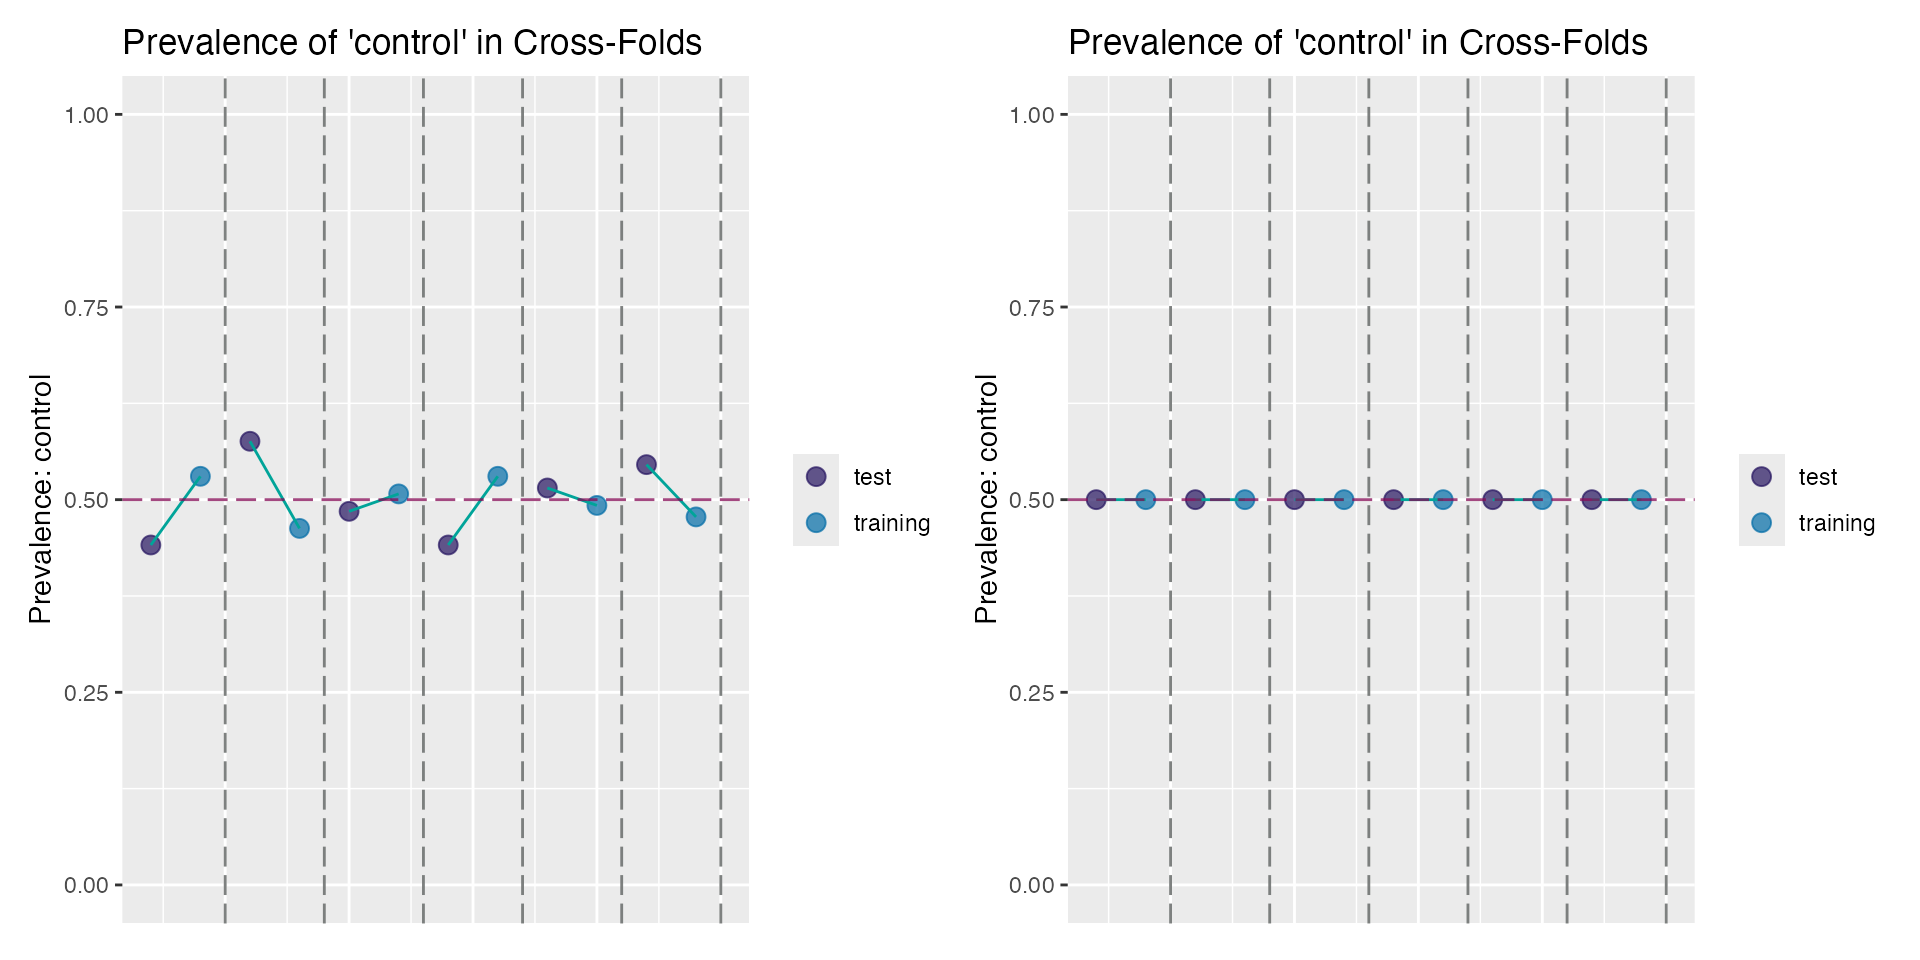 Prevalence of 'control' in Cross-Folds
Prevalence: control
1.00
0.75
0.50
0.25
0.00
test
training
Prevalence of 'control' in Cross-Folds
Prevalence: control
1.00
0.75
0.50
0.25
0.00
test
training